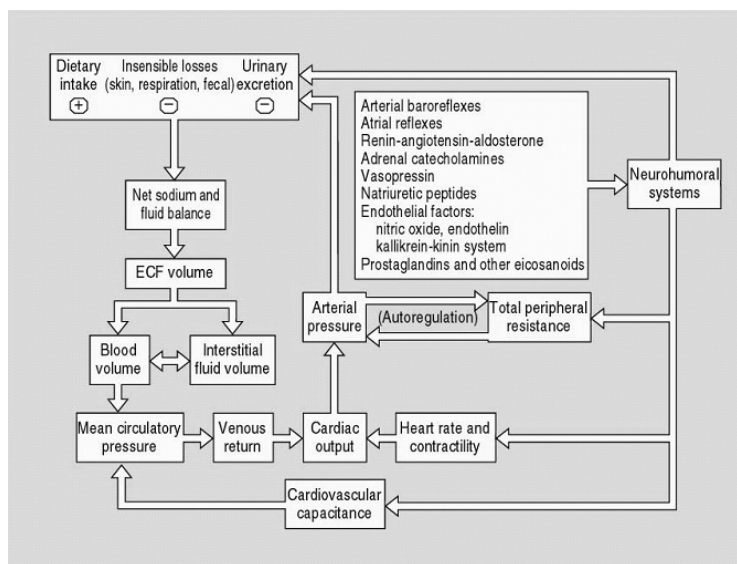 Dietary intake
+
Insensible losses
(skin, respiration, fecal)
−
Urinary excretion
−
Arterial baroreflexes
Atrial reflexes
Renin-angiotensin-aldosterone
Adrenal catecholamines
Vasopressin
Natriuretic peptides
Endothelial factors:
nitric oxide, endothelin
kallikrein-kinin system
Prostaglandins and other eicosanoids
Neurohumoral
systems
Net sodium and
fluid balance
ECF volume
Blood
volume
Interstitial
fluid volume
Arterial
pressure
(Autoregulation)
Total peripheral
resistance
Mean circulatory
pressure
Venous
return
Cardiac
output
Heart rate and
contractility
Cardiovascular
capacitance